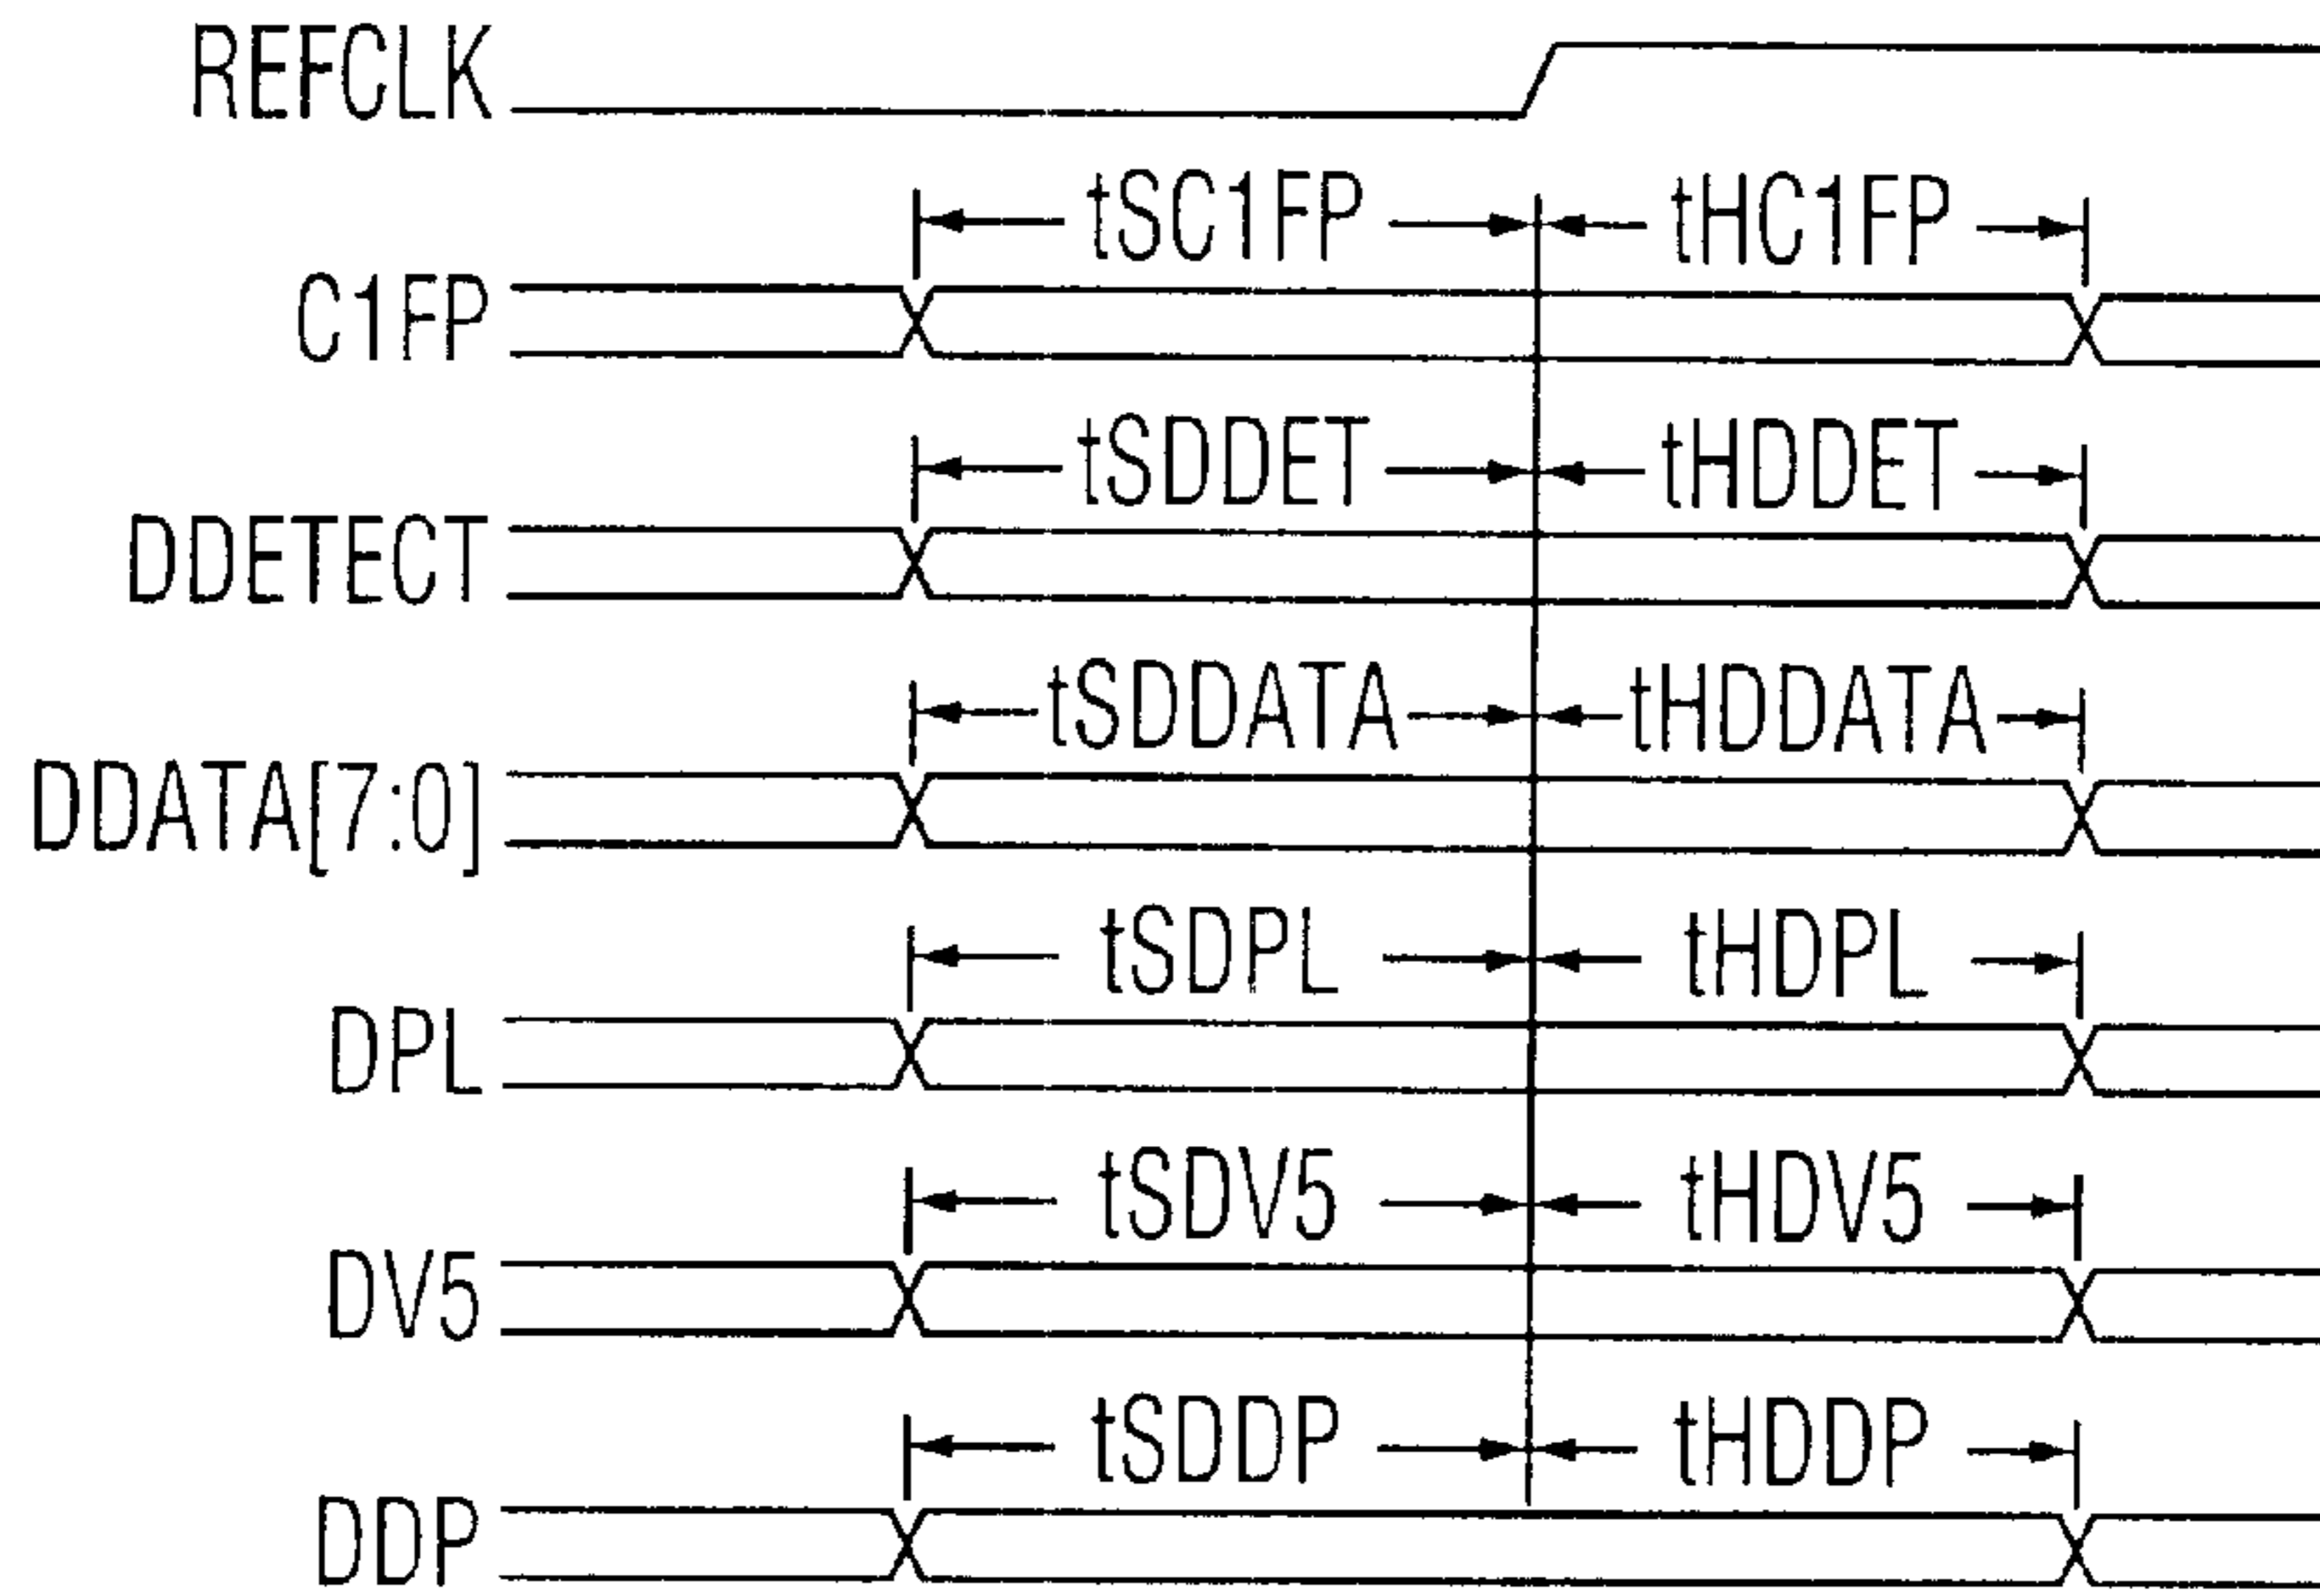 REFCLK
tSC1FP tHC1FP
C1FP
tSDDET tHDDET
DDETECT
tSDDATA tHDDATA
DDATA[7:0]
tSDPL tHDPL
DPL
tSDV5 tHDV5
DV5
tSDDP tHDDP
DDP